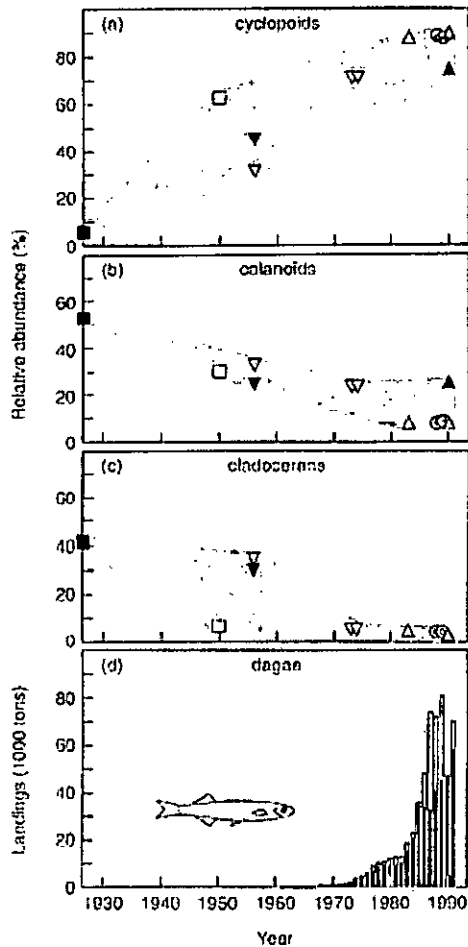 (a) cyclopoids
80
60
40
20
0
(b) calanoids
60
40
20
0
Relative abundance (%)
(c) cladocerans
60
40
20
0
(d) dagaa
80
60
40
20
0
Landings (1000 tons)
1930 1940 1950 1960 1970 1980 1990
Year